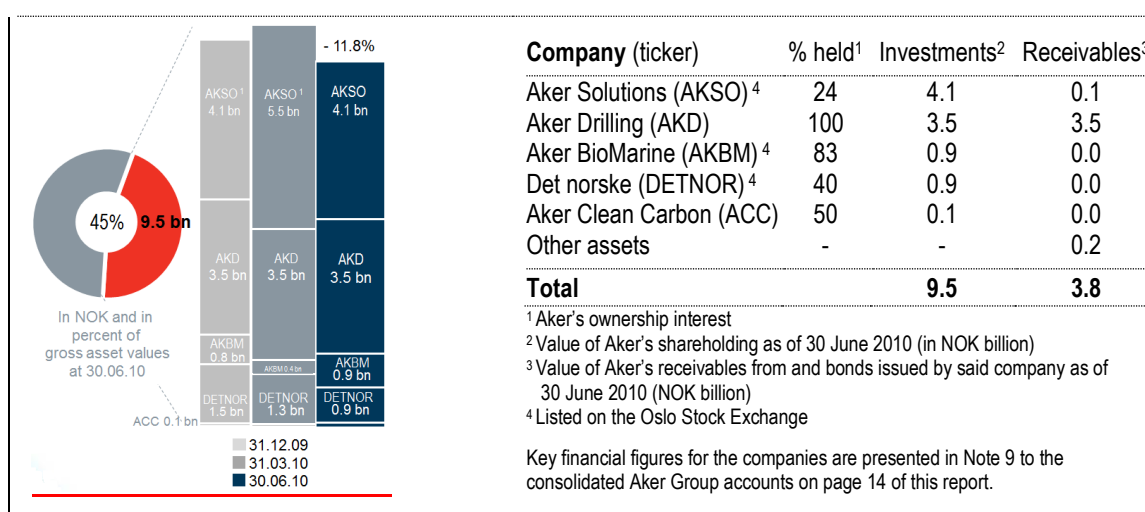 - 11.8%
AKSO ¹
4.1 bn
AKSO ¹
5.5 bn
AKSO
4.1 bn
45%
9.5 bn
AKD
3.5 bn
AKD
3.5 bn
AKD
3.5 bn
In NOK and in
percent of
gross asset values
at 30.06.10
AKBM
0.8 bn
AKBM 0.4 bn
AKBM
0.9 bn
DETNOR
1.5 bn
DETNOR
1.3 bn
DETNOR
0.9 bn
ACC 0.1 bn
31.12.09
31.03.10
30.06.10
Company (ticker) % held¹ Investments² Receivables³
Aker Solutions (AKSO) ⁴ 24 4.1 0.1
Aker Drilling (AKD) 100 3.5 3.5
Aker BioMarine (AKBM) ⁴ 83 0.9 0.0
Det norske (DETNOR) ⁴ 40 0.9 0.0
Aker Clean Carbon (ACC) 50 0.1 0.0
Other assets - - 0.2
Total 9.5 3.8
¹ Aker's ownership interest
² Value of Aker's shareholding as of 30 June 2010 (in NOK billion)
³ Value of Aker's receivables from and bonds issued by said company as of
30 June 2010 (NOK billion)
⁴ Listed on the Oslo Stock Exchange
Key financial figures for the companies are presented in Note 9 to the
consolidated Aker Group accounts on page 14 of this report.